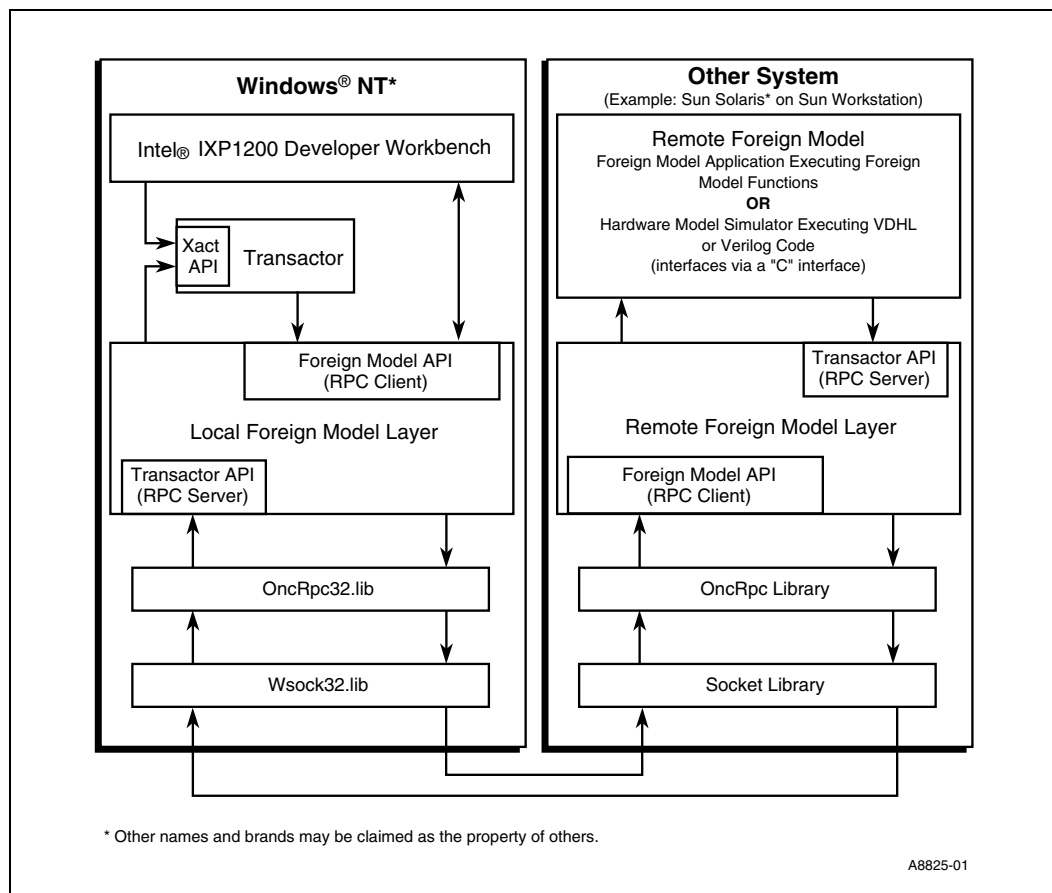 Windows® NT*
Intel® IXP1200 Developer Workbench
Xact
API
Transactor
Foreign Model API
(RPC Client)
Local Foreign Model Layer
Transactor API
(RPC Server)
OncRpc32.lib
Wsock32.lib
Other System
(Example: Sun Solaris* on Sun Workstation)
Remote Foreign Model
Foreign Model Application Executing Foreign
Model Functions
OR
Hardware Model Simulator Executing VDHL
or Verilog Code
(interfaces via a "C" interface)
Transactor API
(RPC Server)
Remote Foreign Model Layer
Foreign Model API
(RPC Client)
OncRpc Library
Socket Library
* Other names and brands may be claimed as the property of others.
A8825-01